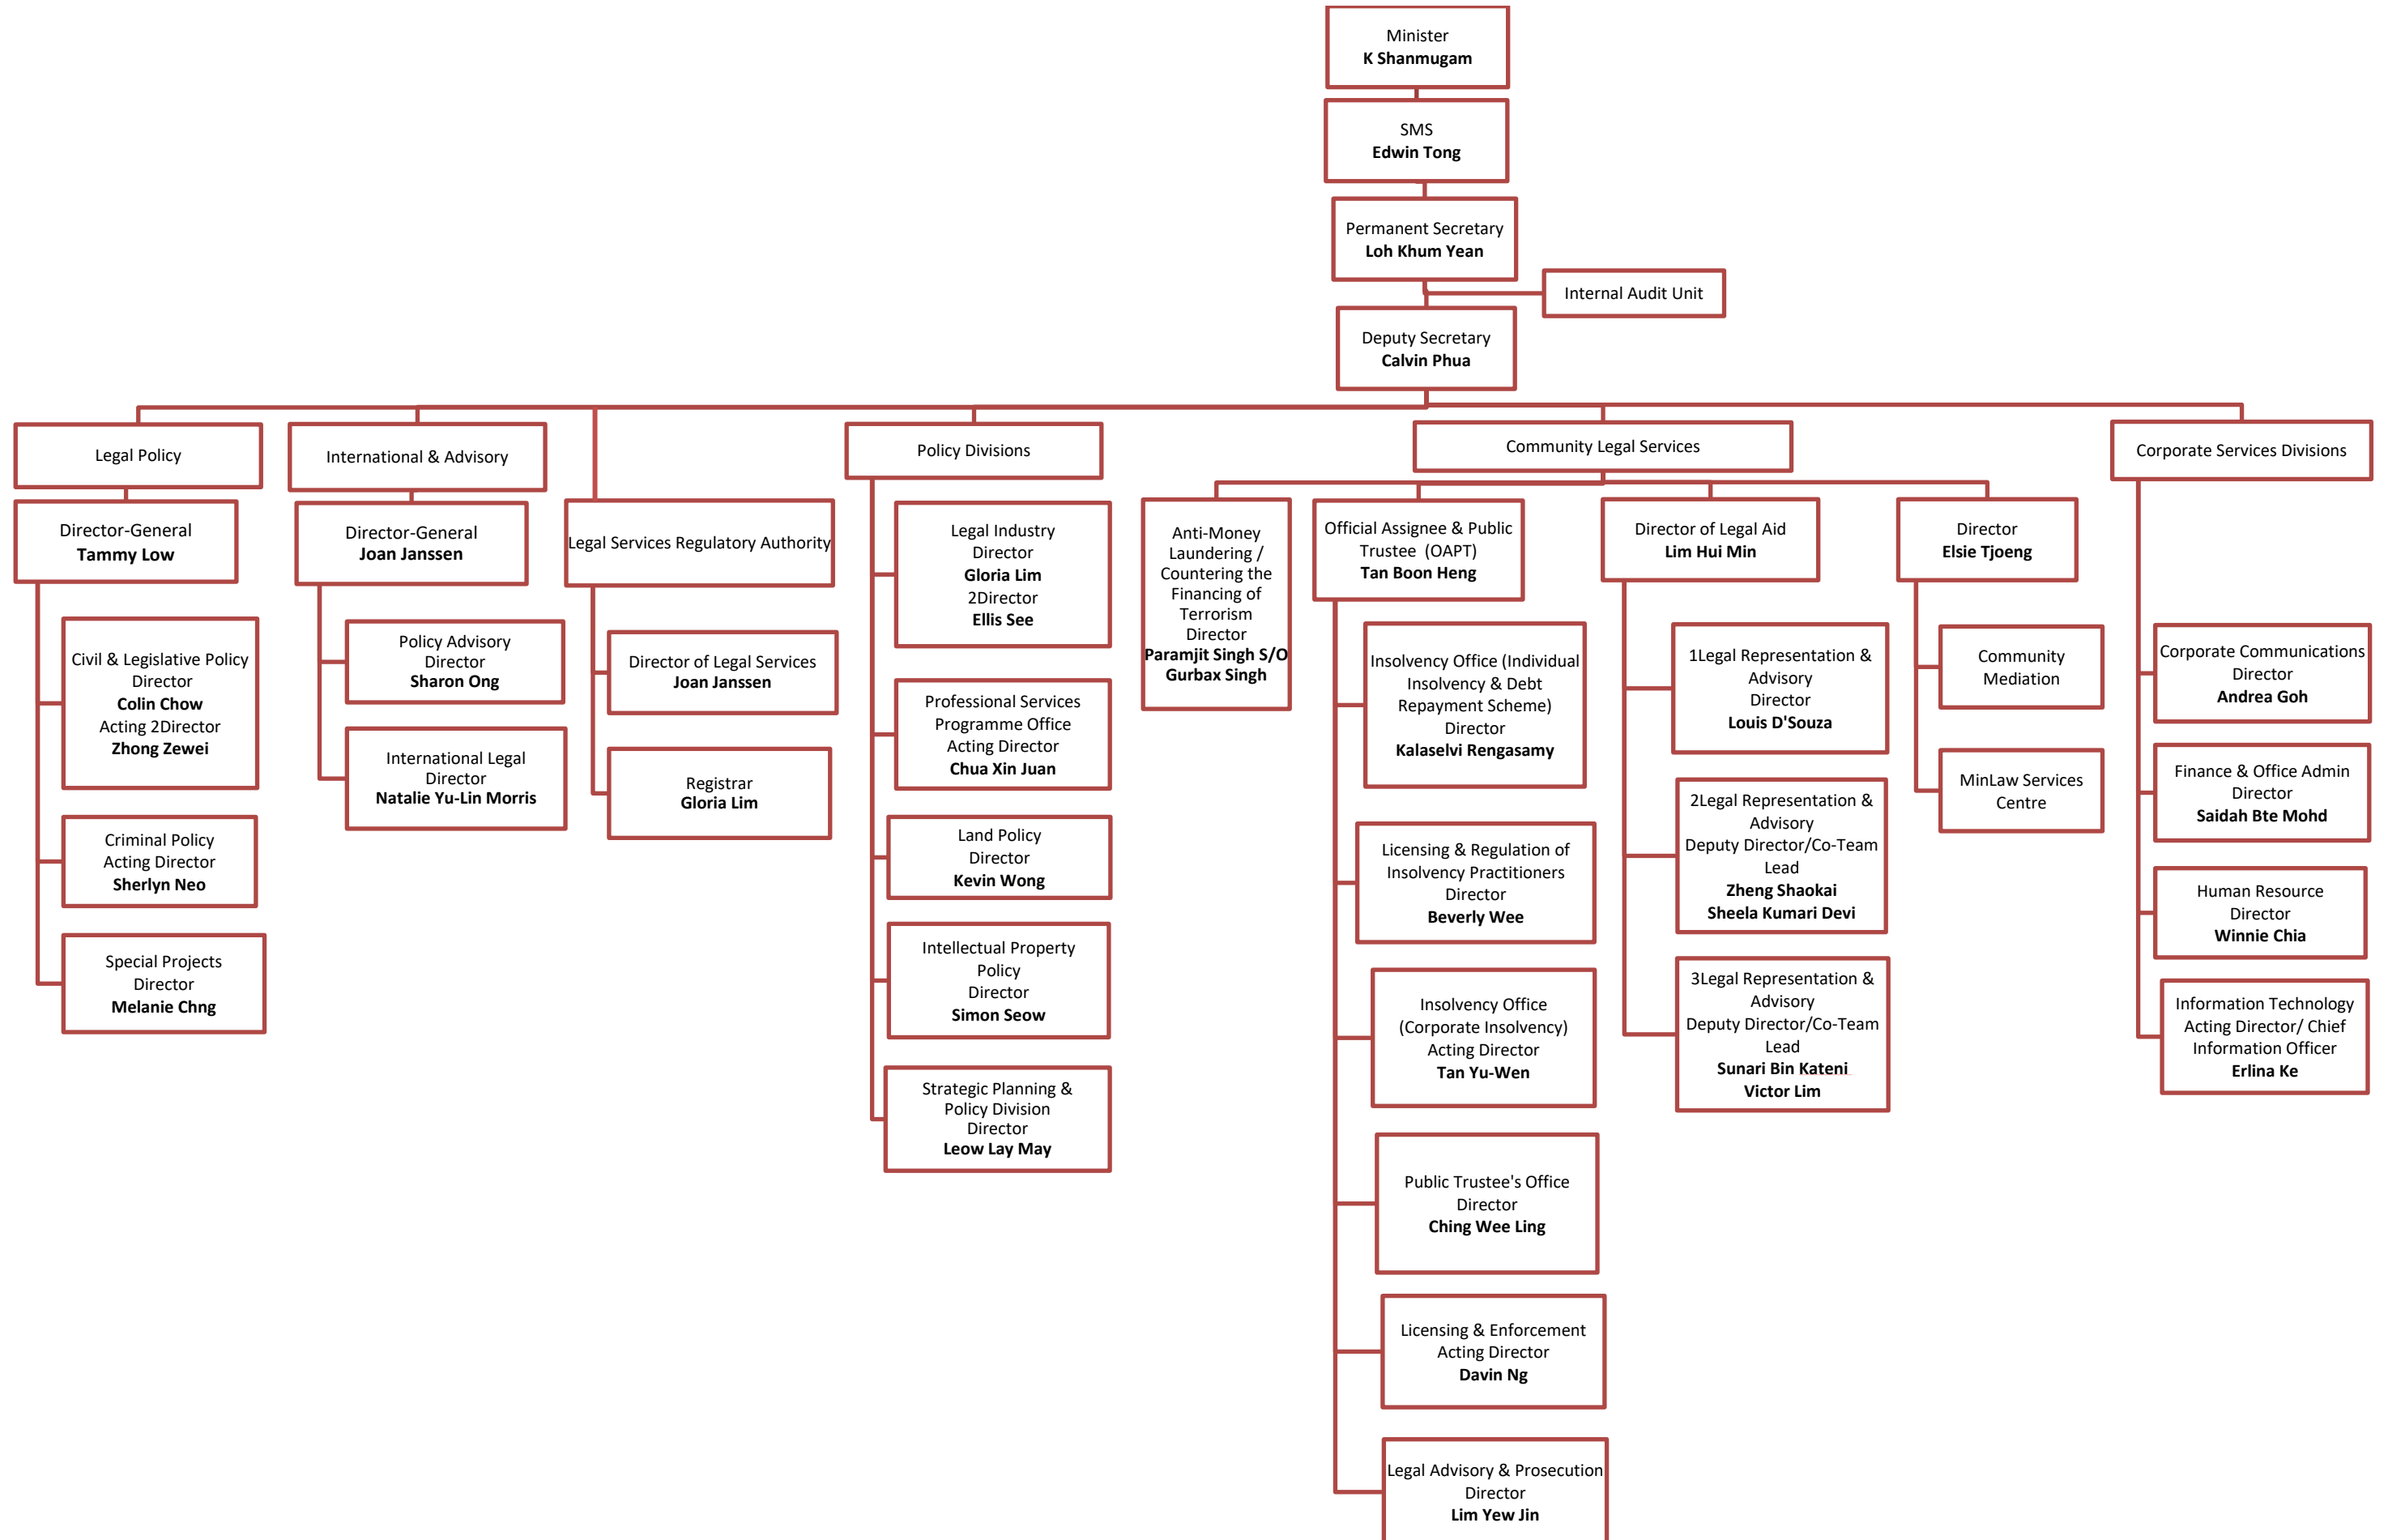 Minister
K Shanmugam
SMS
Edwin Tong
Permanent Secretary
Loh Khum Yean
Internal Audit Unit
Deputy Secretary
Calvin Phua
Legal Policy
Director-General
Tammy Low
Civil & Legislative Policy
Director
Colin Chow
Acting 2Director
Zhong Zewei
Criminal Policy
Acting Director
Sherlyn Neo
Special Projects
Director
Melanie Chng
International & Advisory
Director-General
Joan Janssen
Policy Advisory
Director
Sharon Ong
International Legal
Director
Natalie Yu-Lin Morris
Legal Services Regulatory Authority
Director of Legal Services
Joan Janssen
Registrar
Gloria Lim
Policy Divisions
Legal Industry
Director
Gloria Lim
2Director
Ellis See
Professional Services
Programme Office
Acting Director
Chua Xin Juan
Land Policy
Director
Kevin Wong
Intellectual Property
Policy
Director
Simon Seow
Strategic Planning &
Policy Division
Director
Leow Lay May
Community Legal Services
Anti-Money
Laundering /
Countering the
Financing of
Terrorism
Director
Paramjit Singh S/O
Gurbax Singh
Official Assignee & Public
Trustee (OAPT)
Tan Boon Heng
Insolvency Office (Individual
Insolvency & Debt
Repayment Scheme)
Director
Kalaselvi Rengasamy
Licensing & Regulation of
Insolvency Practitioners
Director
Beverly Wee
Insolvency Office
(Corporate Insolvency)
Acting Director
Tan Yu-Wen
Public Trustee's Office
Director
Ching Wee Ling
Licensing & Enforcement
Acting Director
Davin Ng
Legal Advisory & Prosecution
Director
Lim Yew Jin
Director of Legal Aid
Lim Hui Min
1Legal Representation &
Advisory
Director
Louis D'Souza
2Legal Representation &
Advisory
Deputy Director/Co-Team
Lead
Zheng Shaokai
Sheela Kumari Devi
3Legal Representation &
Advisory
Deputy Director/Co-Team
Lead
Sunari Bin Kateni
Victor Lim
Director
Elsie Tjoeng
Community
Mediation
MinLaw Services
Centre
Corporate Services Divisions
Corporate Communications
Director
Andrea Goh
Finance & Office Admin
Director
Saidah Bte Mohd
Human Resource
Director
Winnie Chia
Information Technology
Acting Director/ Chief
Information Officer
Erlina Ke